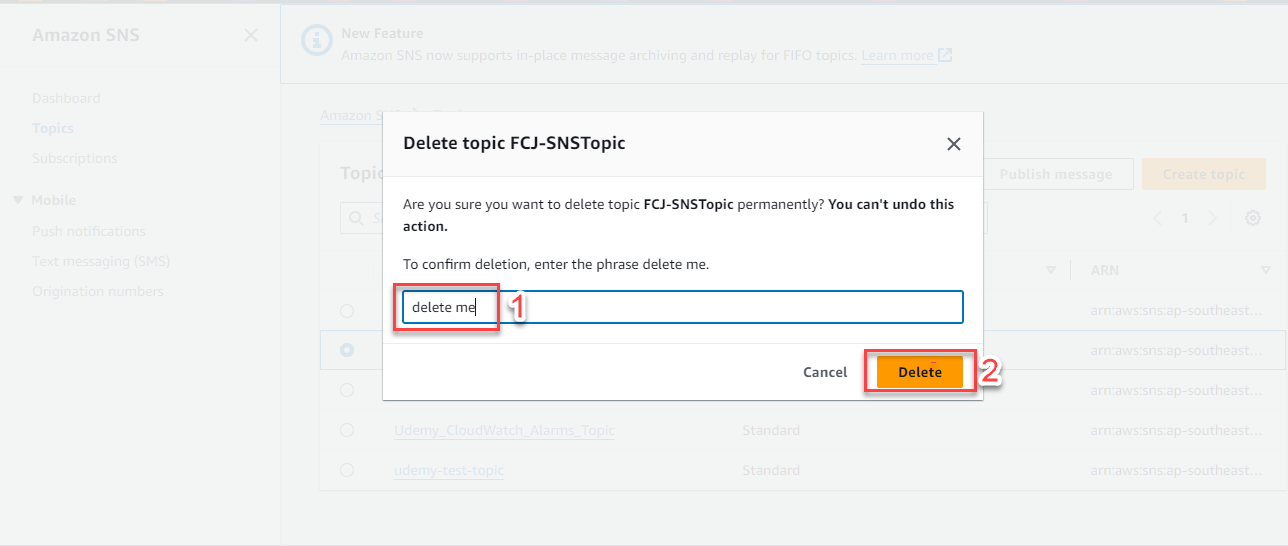 Amazon SNS
New Feature
Amazon SNS now supports in-place message archiving and replay for FIFO topics. Learn more
Dashboard
Topics
Subscriptions
Mobile
Push notifications
Text messaging (SMS)
Origination numbers
Amazon
Publish message
Create topic
1
ARN
arn:aws:sns:ap-southeast...
arn:aws:sns:ap-southeast...
arn:aws:sns:ap-southeast...
Udemy_CloudWatch_Alarms_Topic Standard arn:aws:sns:ap-southeast...
udemy-test-topic Standard arn:aws:sns:ap-southeast...
Delete topic FCJ-SNSTopic
Are you sure you want to delete topic FCJ-SNSTopic permanently? You can't undo this
action.
To confirm deletion, enter the phrase delete me.
delete me 1
Cancel Delete 2